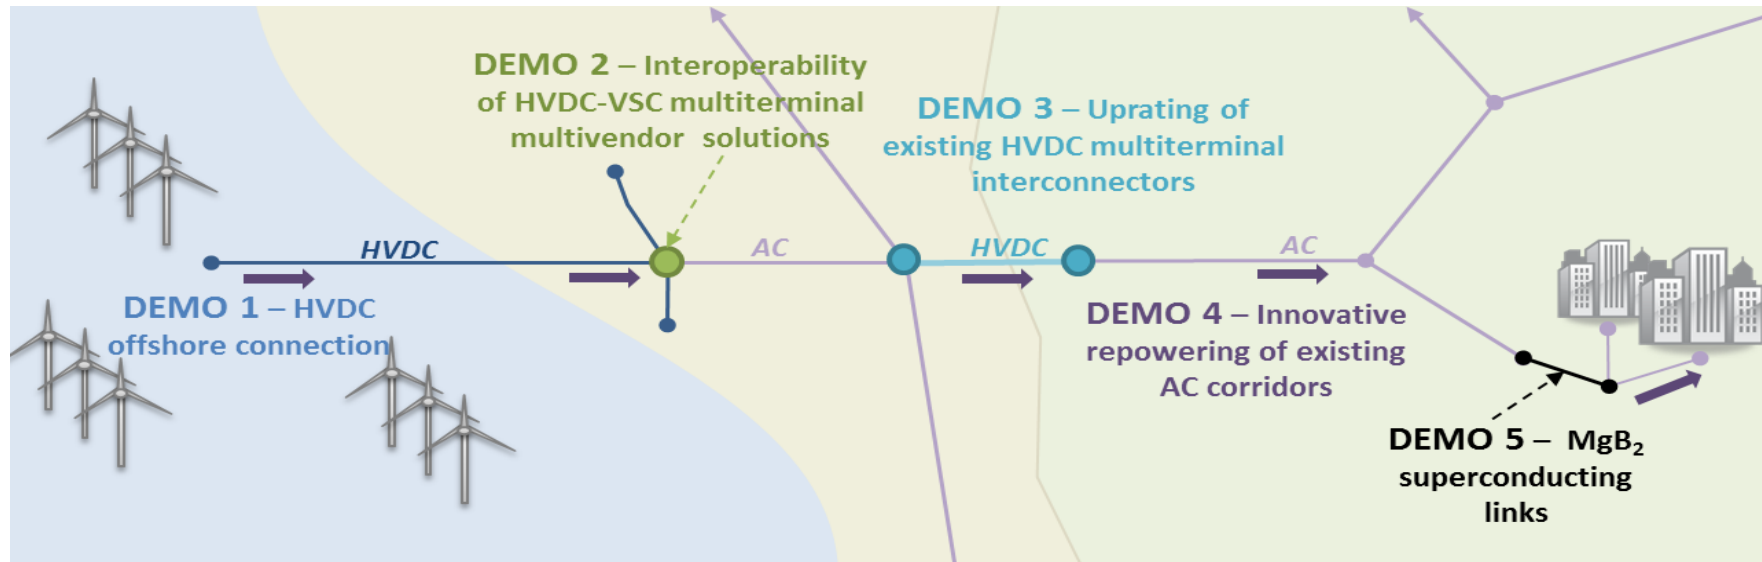 DEMO 2 – Interoperability
of HVDC-VSC multiterminal
multivendor solutions
DEMO 3 – Uprating of
existing HVDC multiterminal
interconnectors
HVDC
AC
HVDC
AC
DEMO 1 – HVDC
offshore connection
DEMO 4 – Innovative
repowering of existing
AC corridors
DEMO 5 – MgB₂
superconducting
links